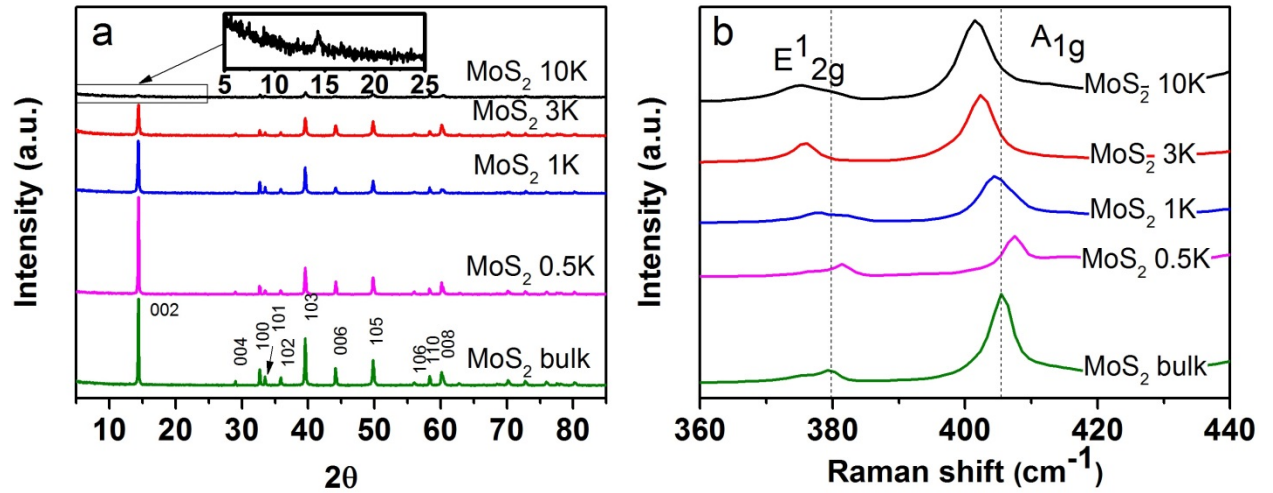 a
5 10 15 20 25
MoS2 10K
MoS2 3K
MoS2 1K
MoS2 0.5K
002
004
100
101
102
103
006
105
106
110
008
MoS2 bulk
10 20 30 40 50 60 70 80
2θ
Intensity (a.u.)
b
E1 2g
A1g
MoS2 10K
MoS2 3K
MoS2 1K
MoS2 0.5K
MoS2 bulk
360 380 400 420 440
Raman shift (cm-1)
Intensity (a.u.)